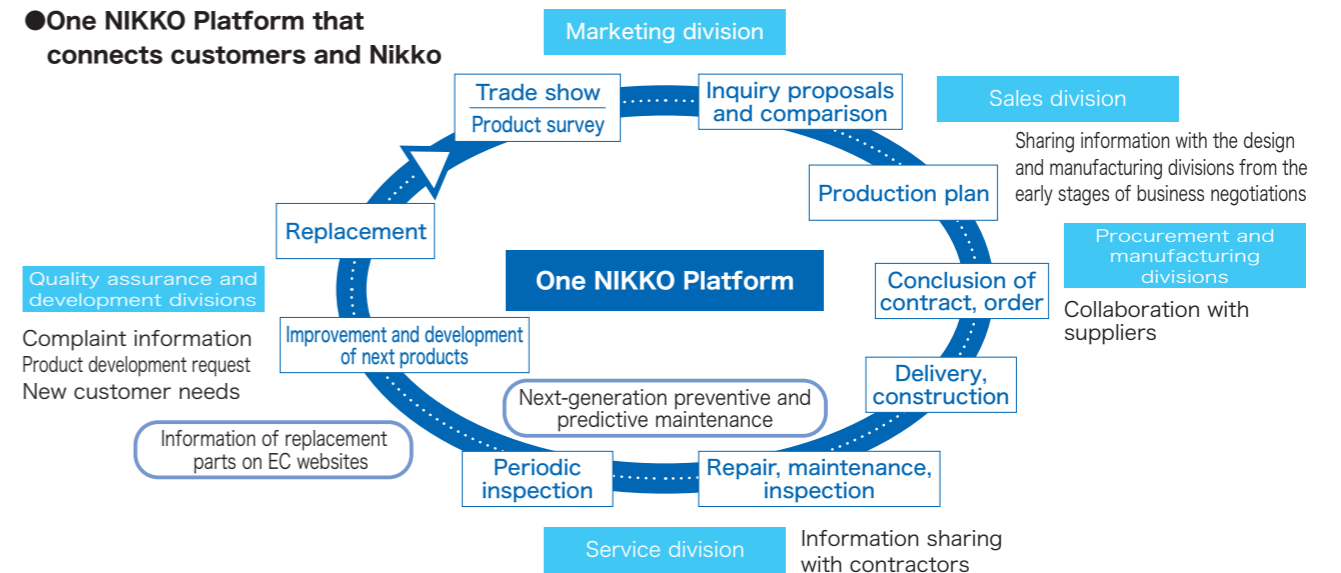 ●One NIKKO Platform that
connects customers and Nikko
Marketing division
Trade show
Product survey
Inquiry proposals
and comparison
Sales division
Sharing information with the design
and manufacturing divisions from the
early stages of business negotiations
Production plan
Procurement and
manufacturing
divisions
Collaboration with
suppliers
Conclusion of
contract, order
Delivery,
construction
One NIKKO Platform
Replacement
Quality assurance and
development divisions
Complaint information
Product development request
New customer needs
Improvement and development
of next products
Next-generation preventive and
predictive maintenance
Information of replacement
parts on EC websites
Periodic
inspection
Repair, maintenance,
inspection
Service division
Information sharing
with contractors